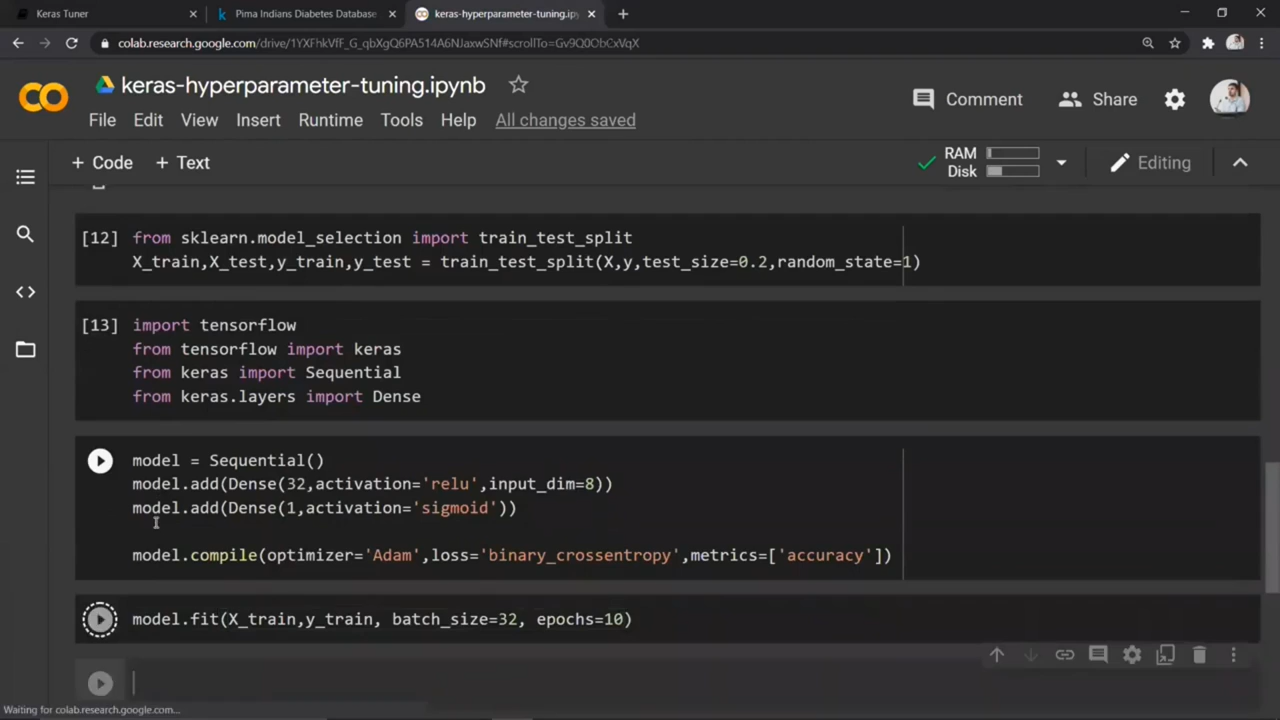 Keras Tuner
Pima Indians Diabetes Database
keras-hyperparameter-tuning.ipynb
colab.research.google.com/drive/1YXFhkVfF_G_qbXgQ6PA514A6NJaxwSNf#scrollTo=Gv9Q0ObCxVqX
CO
keras-hyperparameter-tuning.ipynb
Comment
Share
File Edit View Insert Runtime Tools Help All changes saved
+ Code + Text
RAM
Disk
Editing
[12] from sklearn.model_selection import train_test_split
X_train,X_test,y_train,y_test = train_test_split(X,y,test_size=0.2,random_state=1)
[13] import tensorflow
from tensorflow import keras
from keras import Sequential
from keras.layers import Dense
model = Sequential()
model.add(Dense(32,activation='relu',input_dim=8))
model.add(Dense(1,activation='sigmoid'))
model.compile(optimizer='Adam',loss='binary_crossentropy',metrics=['accuracy'])
model.fit(X_train,y_train, batch_size=32, epochs=10)
Waiting for colab.research.google.com...